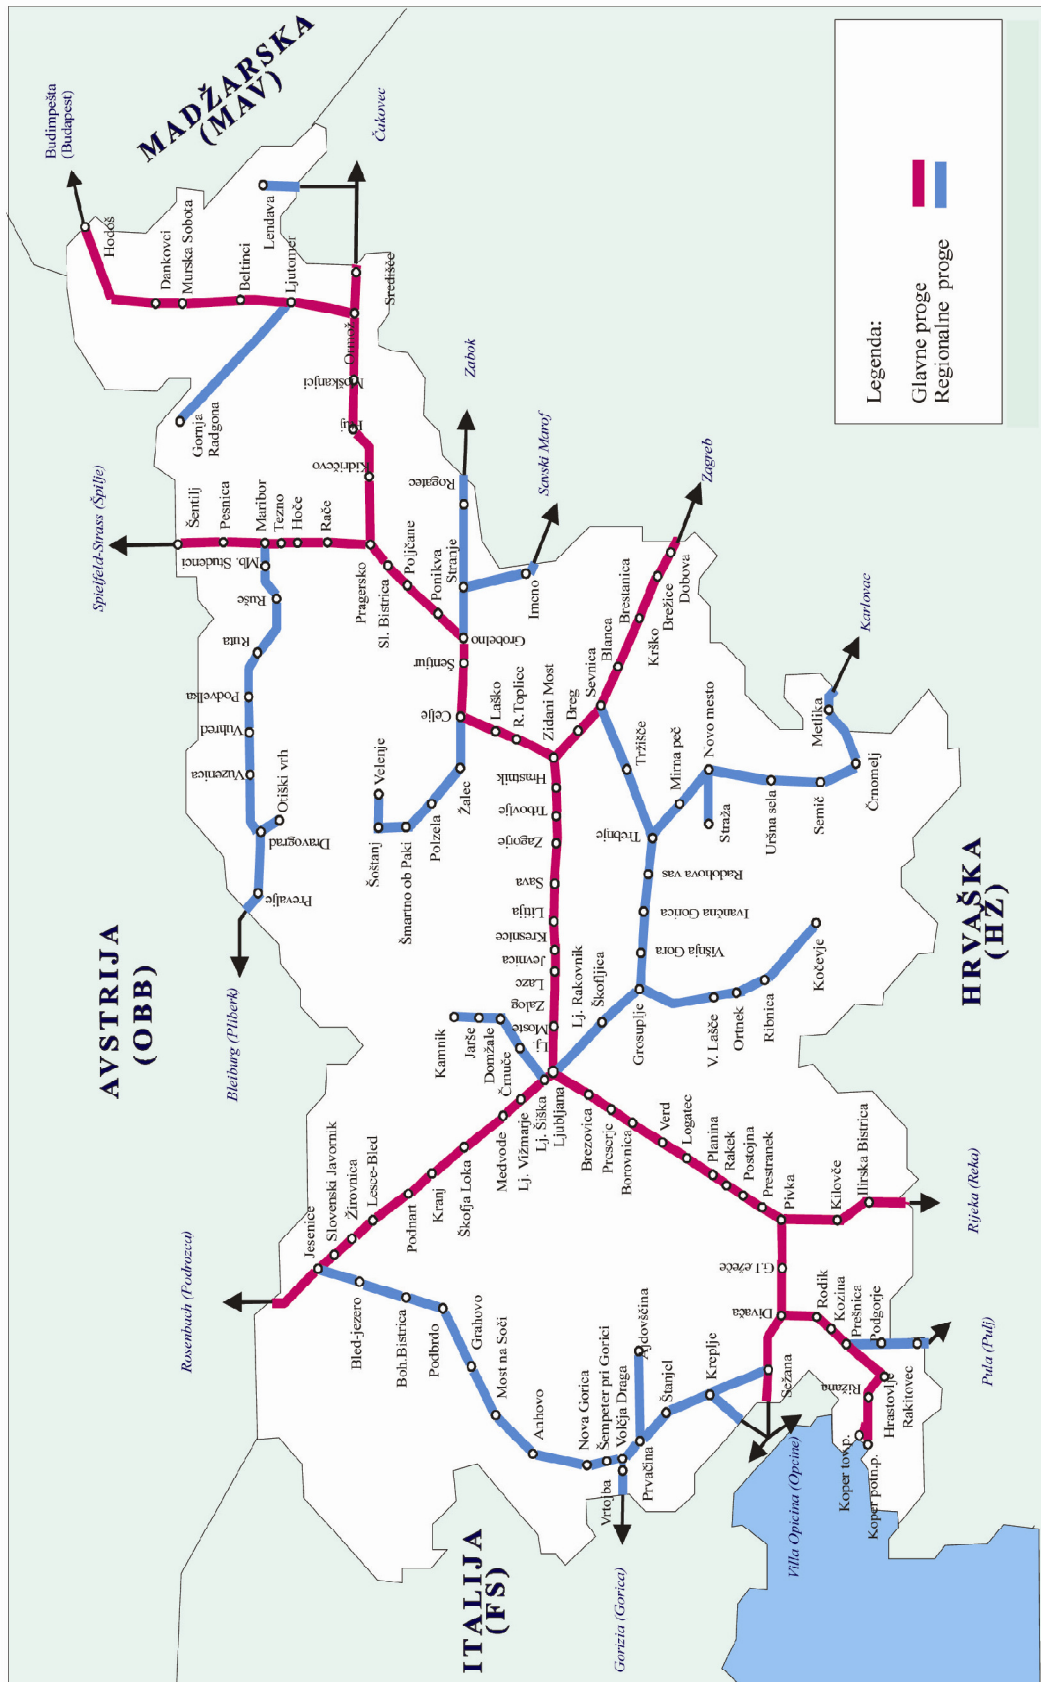 MADŽARSKA
(MAV)
Budimpešta
(Budapest)
Čakovec
Hodoš
Dankovci
Murska Sobota
Beltinci
Ljutomer
Lendava
Središče
Ormož
Moškanjci
Ptuj
Kidričevo
Gornja
Radgona
Zabok
Savski Marof
Zagreb
Karlovac
Legenda:
Glavne proge
Regionalne proge
Spielfeld-Strass (Špilje)
Šentilj
Pesnica
Maribor
Tezno
Hoče
Rače
Mb. Studenci
Ruše
Ruta
Podvelka
Vuhred
Vuzenica
Otiški vrh
Dravograd
Prevalje
Pragersko
Sl. Bistrica
Poljčane
Ponikva
Stranje
Rogatec
Imeno
Grobelno
Šentjur
Celje
Laško
R.Toplice
Zidani Most
Breg
Sevnica
Blanca
Brestanica
Krško
Brežice
Dobova
Velenje
Šoštanj
Šmartno ob Paki
Polzela
Žalec
Hrastnik
Trbovlje
Zagorje
Sava
Litija
Kresnice
Jevnica
Laze
Zalog
Lj. Moste
Tržišče
Mirna peč
Novo mesto
Straža
Uršna sela
Semič
Črnomelj
Metlika
Trebnje
Radohova vas
Ivančna Gorica
Višnja Gora
Grosuplje
Škofljica
Lj. Rakovnik
V. Lašče
Ortnek
Ribnica
Kočevje
HRVAŠKA
(HŽ)
AVSTRIJA
(OBB)
Bleiburg (Pliberk)
Kamnik
Jarše
Domžale
Črnuče
Ljubljana
Lj. Šiška
Lj. Vižmarje
Medvode
Škofja Loka
Kranj
Podnart
Lesce-Bled
Žirovnica
Slovenski Javornik
Jesenice
Rosenbach (Podrozca)
Brezovica
Preserje
Borovnica
Verd
Logatec
Planina
Rakek
Postojna
Prestranek
Pivka
Kilovče
Ilirska Bistrica
Rijeka (Reka)
G.Ležeče
Divača
Rodik
Kozina
Prešnica
Podgorje
Rakitovec
Hrastovlje
Rižana
Koper tov.p.
Koper potn.p.
Pula (Pulj)
Bled-jezero
Boh.Bistrica
Podbrdo
Grahovo
Most na Soči
Anhovo
Nova Gorica
Šempeter pri Gorici
Volčja Draga
Vrtojba
Prvačina
Ajdovščina
Štanjel
Kreplje
Sežana
Villa Opicina (Opčine)
Gorizia (Gorica)
ITALIJA
(FS)